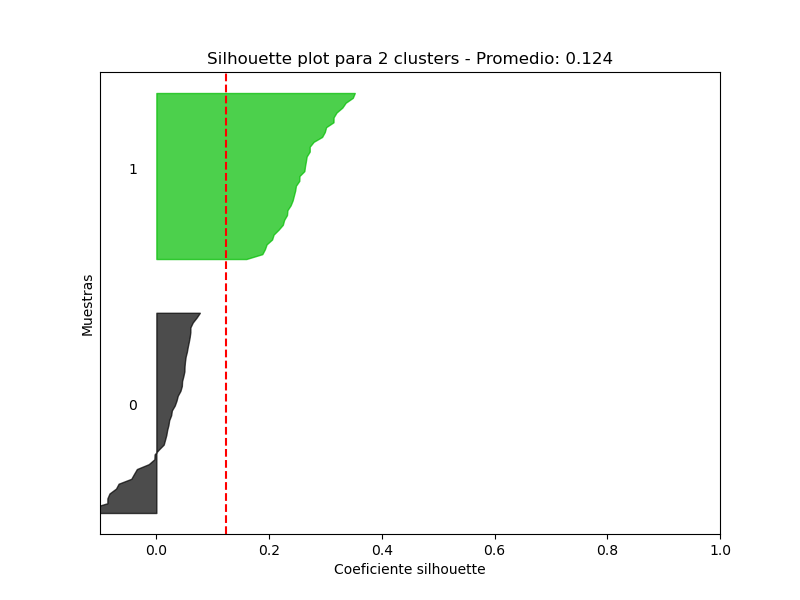 Silhouette plot para 2 clusters - Promedio: 0.124
1
0
Muestras
0.0 0.2 0.4 0.6 0.8 1.0
Coeficiente silhouette